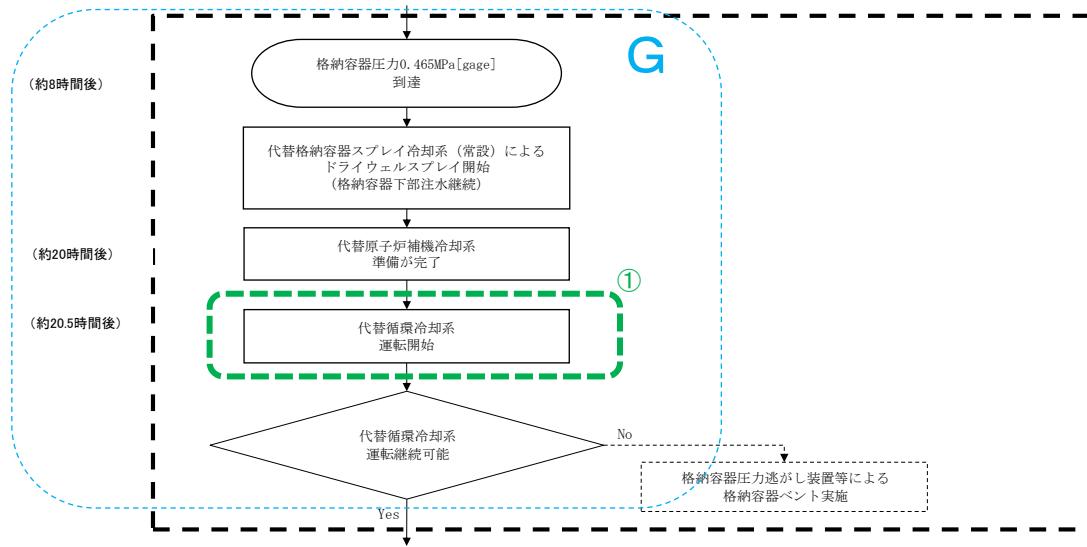 G
格納容器圧力0.465MPa[gage]
到達
(約8時間後)
代替格納容器スプレイ冷却系(常設)による
ドライウェルスプレイ開始
(格納容器下部注水継続)
(約20時間後)
代替原子炉補機冷却系
準備が完了
①
(約20.5時間後)
代替循環冷却系
運転開始
代替循環冷却系
運転継続可能
No
格納容器圧力逃がし装置等による
格納容器ベント実施
Yes